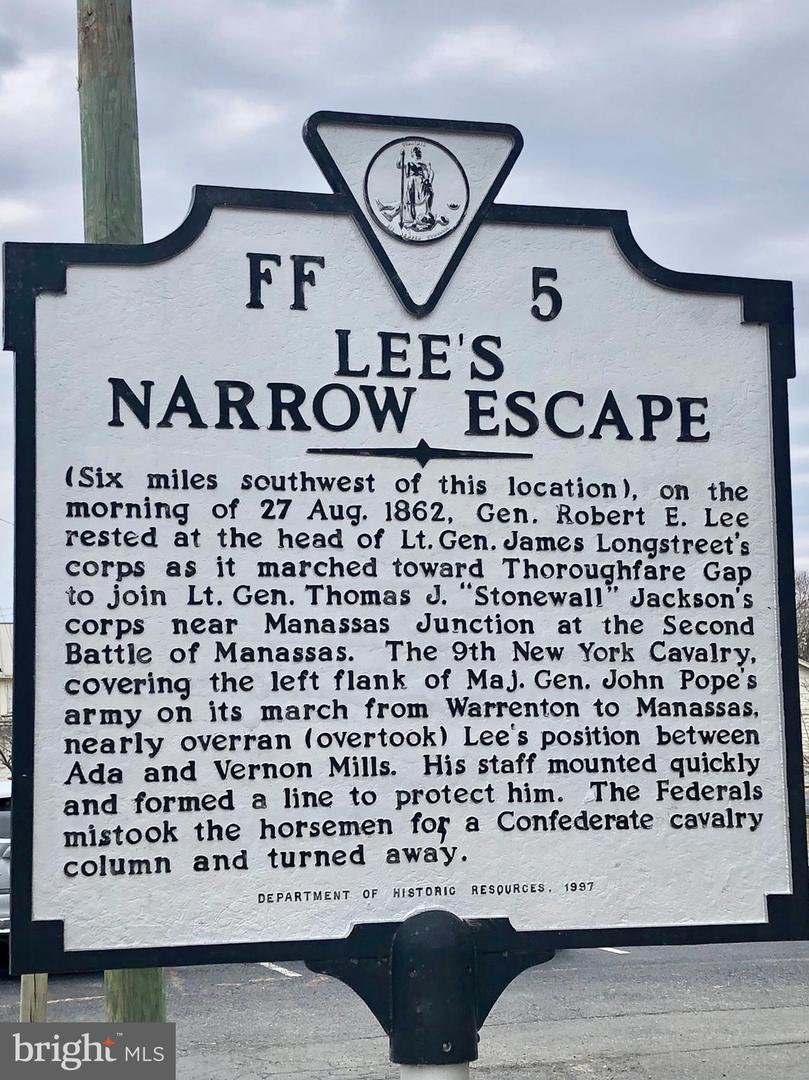 FF 5
LEE'S
NARROW ESCAPE
(Six miles southwest of this location), on the
morning of 27 Aug. 1862, Gen. Robert E. Lee
rested at the head of Lt. Gen. James Longstreet's
corps as it marched toward Thoroughfare Gap
to join Lt. Gen. Thomas J. "Stonewall" Jackson's
corps near Manassas Junction at the Second
Battle of Manassas. The 9th New York Cavalry,
covering the left flank of Maj. Gen. John Pope's
army on its march from Warrenton to Manassas,
nearly overran (overtook) Lee's position between
Ada and Vernon Mills. His staff mounted quickly
and formed a line to protect him. The Federals
mistook the horsemen for a Confederate cavalry
column and turned away.
DEPARTMENT OF HISTORIC RESOURCES, 1997
bright™ MLS